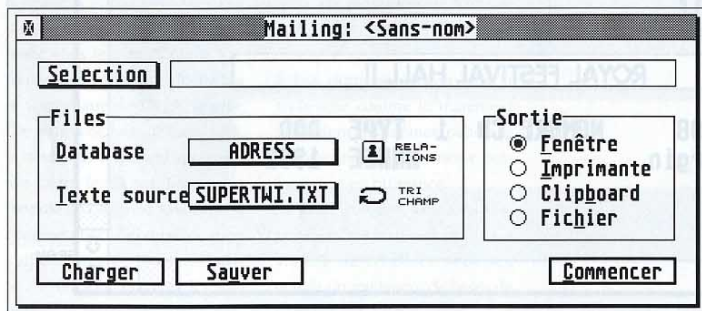 Mailing: <Sans-nom>
Selection
Files
Database ADRESS RELA-TIONS
Texte source SUPERTWI.TXT TRI CHAMP
Sortie
Fenêtre
Imprimante
Clipboard
Fichier
Charger Sauver Commencer
ROYAL FESTIVAL HALL II